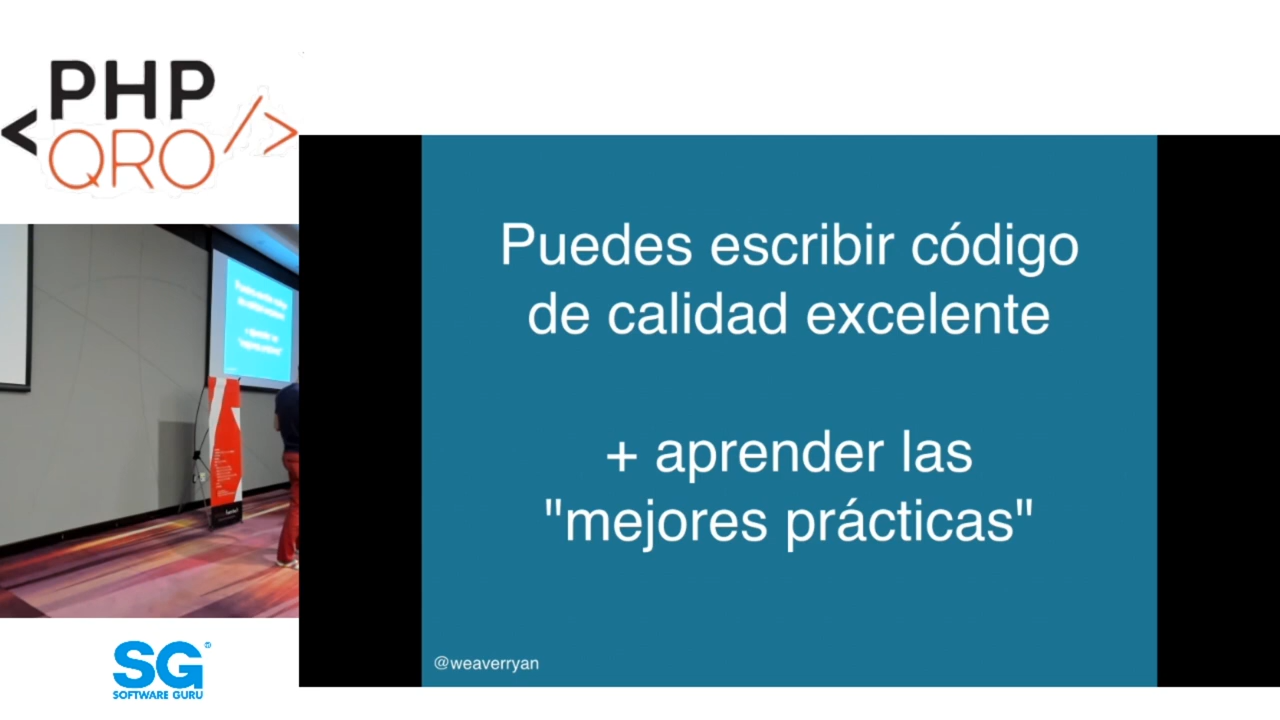 <PHP
QRO/>
Puedes escribir código
de calidad excelente
+ aprender las
"mejores prácticas"
@weaverryan
SG®
SOFTWARE GURU